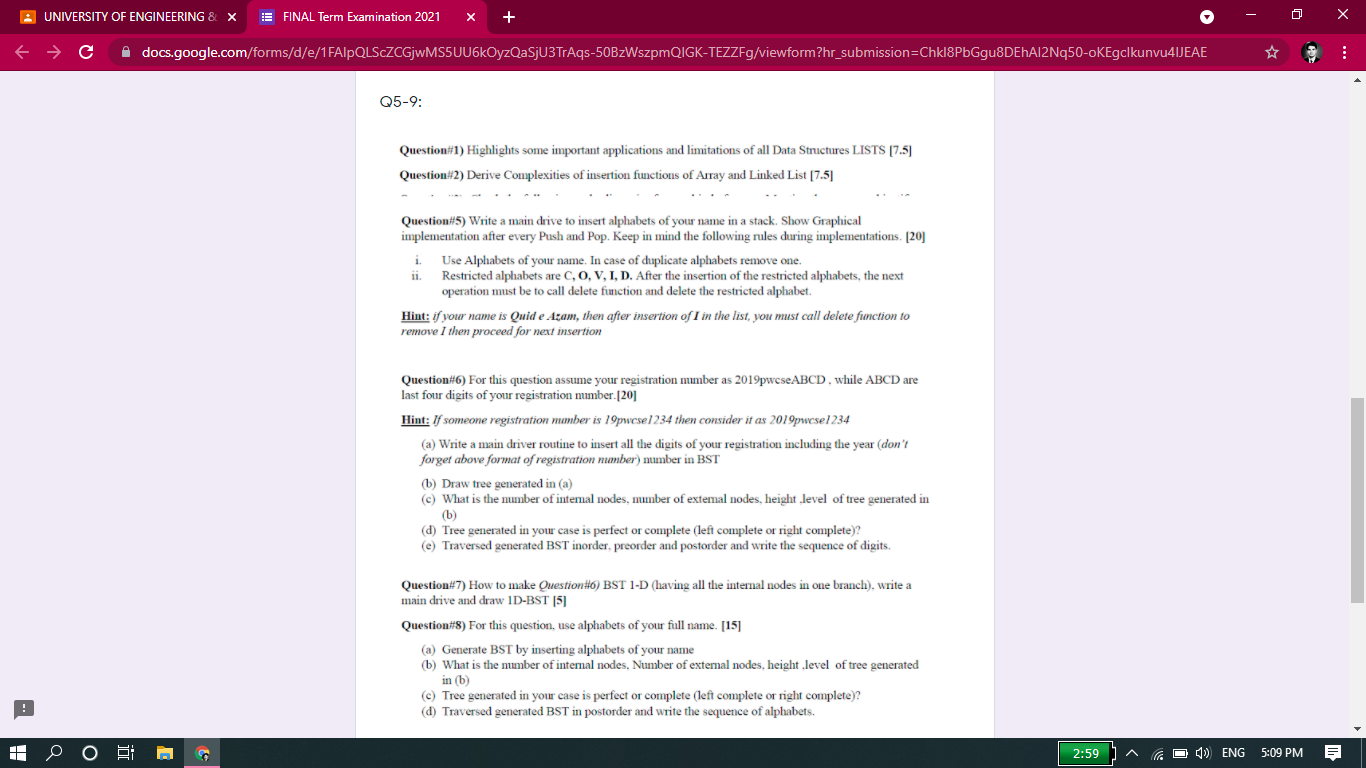 UNIVERSITY OF ENGINEERING &
FINAL Term Examination 2021
docs.google.com/forms/d/e/1FAIpQLScZCGjwMS5UU6kOyzQaSjU3TrAqs-50BzWszpmQIGK-TEZZFg/viewform?hr_submission=ChkI8PbGgu8DEhAI2Nq50-oKEgclkunvu4IJEAE
Q5-9:
Question#1) Highlights some important applications and limitations of all Data Structures LISTS [7.5]
Question#2) Derive Complexities of insertion functions of Array and Linked List [7.5]
Question#5) Write a main drive to insert alphabets of your name in a stack. Show Graphical
implementation after every Push and Pop. Keep in mind the following rules during implementations. [20]
i. Use Alphabets of your name. In case of duplicate alphabets remove one.
ii. Restricted alphabets are C, O, V, I, D. After the insertion of the restricted alphabets, the next
operation must be to call delete function and delete the restricted alphabet.
Hint: if your name is Quid e Azam, then after insertion of I in the list, you must call delete function to
remove I then proceed for next insertion
Question#6) For this question assume your registration number as 2019pwcseABCD , while ABCD are
last four digits of your registration number.[20]
Hint: If someone registration number is 19pwcse1234 then consider it as 2019pwcse1234
(a) Write a main driver routine to insert all the digits of your registration including the year (don't
forget above format of registration number) number in BST
(b) Draw tree generated in (a)
(c) What is the number of internal nodes, number of external nodes, height ,level of tree generated in
(b)
(d) Tree generated in your case is perfect or complete (left complete or right complete)?
(e) Traversed generated BST inorder, preorder and postorder and write the sequence of digits.
Question#7) How to make Question#6) BST 1-D (having all the internal nodes in one branch), write a
main drive and draw 1D-BST [5]
Question#8) For this question, use alphabets of your full name. [15]
(a) Generate BST by inserting alphabets of your name
(b) What is the number of internal nodes, Number of external nodes, height ,level of tree generated
in (b)
(c) Tree generated in your case is perfect or complete (left complete or right complete)?
(d) Traversed generated BST in postorder and write the sequence of alphabets.
2:59
ENG
5:09 PM